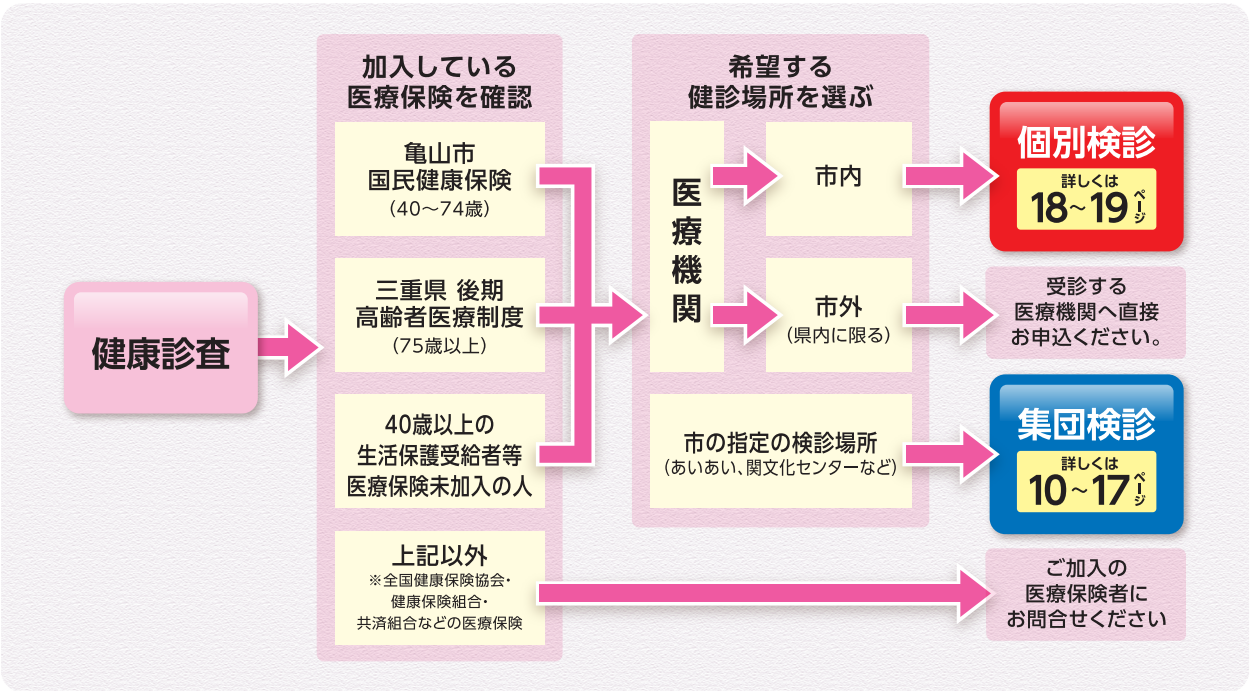 健康診査
加入している
医療保険を確認
亀山市
国民健康保険
(40〜74歳)
三重県 後期
高齢者医療制度
(75歳以上)
40歳以上の
生活保護受給者等
医療保険未加入の人
上記以外
※全国健康保険協会・
健康保険組合・
共済組合などの医療保険
希望する
健診場所を選ぶ
医療機関
市内
市外
(県内に限る)
市の指定の検診場所
(あいあい、関文化センターなど)
個別検診
詳しくは
18〜19ページ
受診する
医療機関へ直接
お申込ください。
集団検診
詳しくは
10〜17ページ
ご加入の
医療保険者に
お問合せください